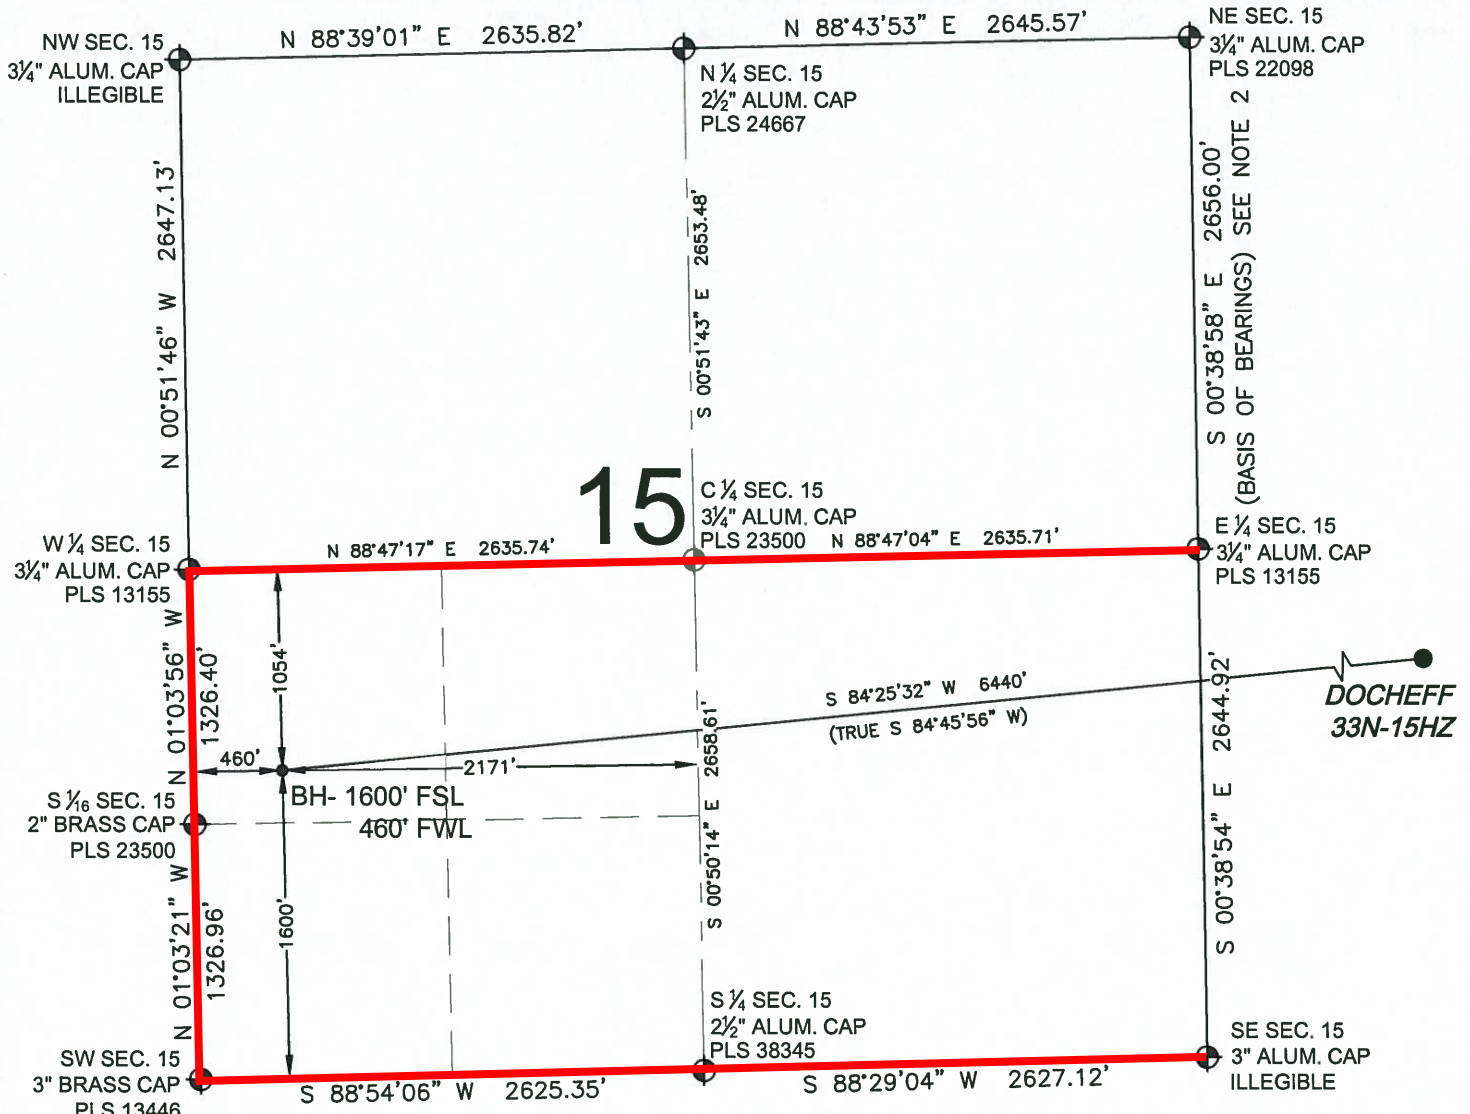 N 88°39'01" E 2635.82'
N 88°43'53" E 2645.57'
NW SEC. 15
3¼" ALUM. CAP
ILLEGIBLE
N ¼ SEC. 15
2½" ALUM. CAP
PLS 24667
NE SEC. 15
3¼" ALUM. CAP
PLS 22098
N 00°51'46" W 2647.13'
S 00°51'43" E 2653.48'
S 00°38'58" E 2656.00'
(BASIS OF BEARINGS) SEE NOTE 2
15
C ¼ SEC. 15
3¼" ALUM. CAP
PLS 23500
W ¼ SEC. 15
3¼" ALUM. CAP
PLS 13155
N 88°47'17" E 2635.74'
N 88°47'04" E 2635.71'
E ¼ SEC. 15
3¼" ALUM. CAP
PLS 13155
N 01°03'56" W
1326.40'
1054'
460'
2171'
S 84°25'32" W 6440'
(TRUE S 84°45'56" W)
DOCHEFF
33N-15HZ
BH- 1600' FSL
460' FWL
S 1⁄16 SEC. 15
2" BRASS CAP
PLS 23500
N 01°03'21" W
1326.96'
1600'
S 00°50'14" E 2658.61'
S 00°38'54" E 2644.92'
S ¼ SEC. 15
2½" ALUM. CAP
PLS 38345
SW SEC. 15
3" BRASS CAP
PLS 13446
S 88°54'06" W 2625.35'
S 88°29'04" W 2627.12'
SE SEC. 15
3" ALUM. CAP
ILLEGIBLE